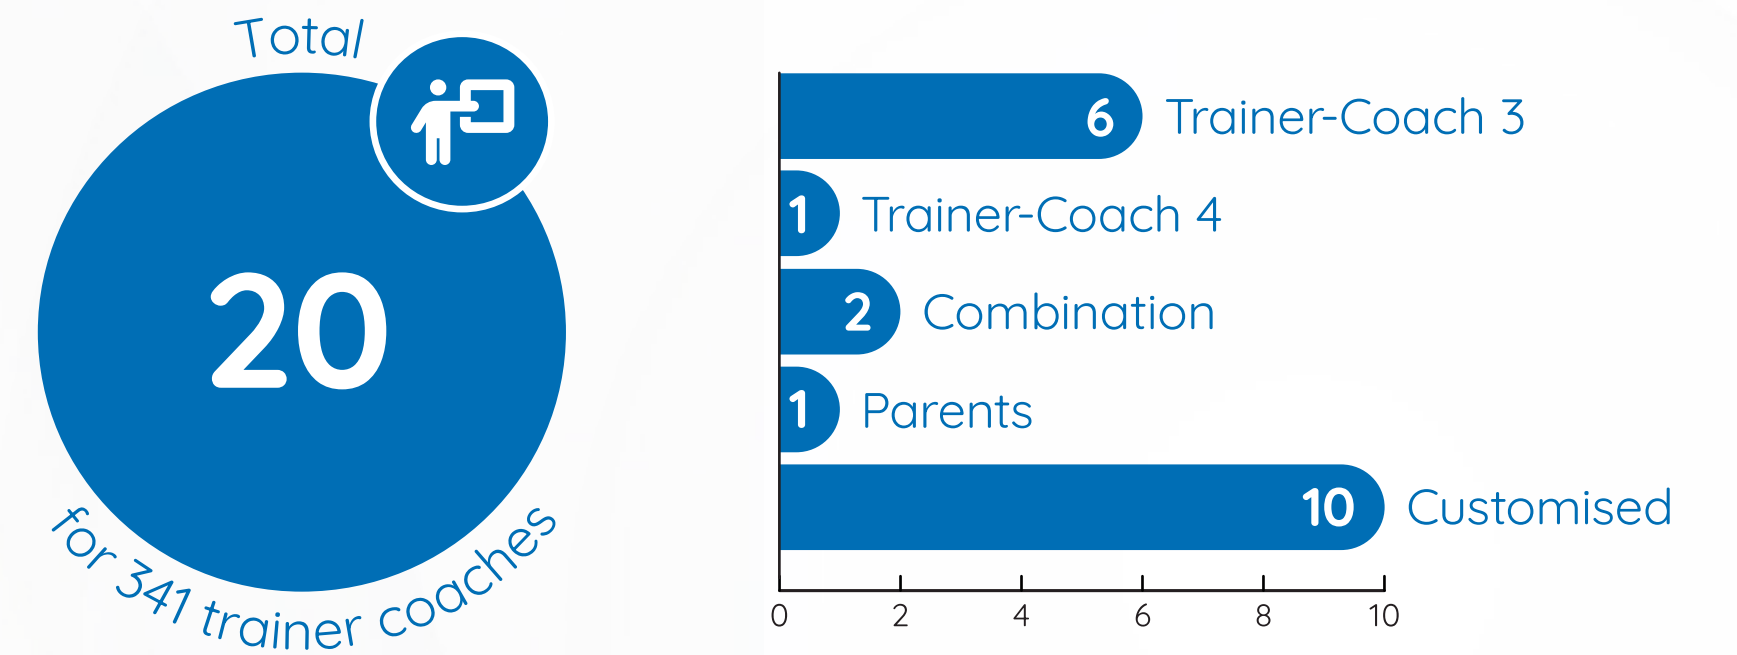 Total
20
for 341 trainer coaches
6 Trainer-Coach 3
1 Trainer-Coach 4
2 Combination
1 Parents
10 Customised
0 2 4 6 8 10